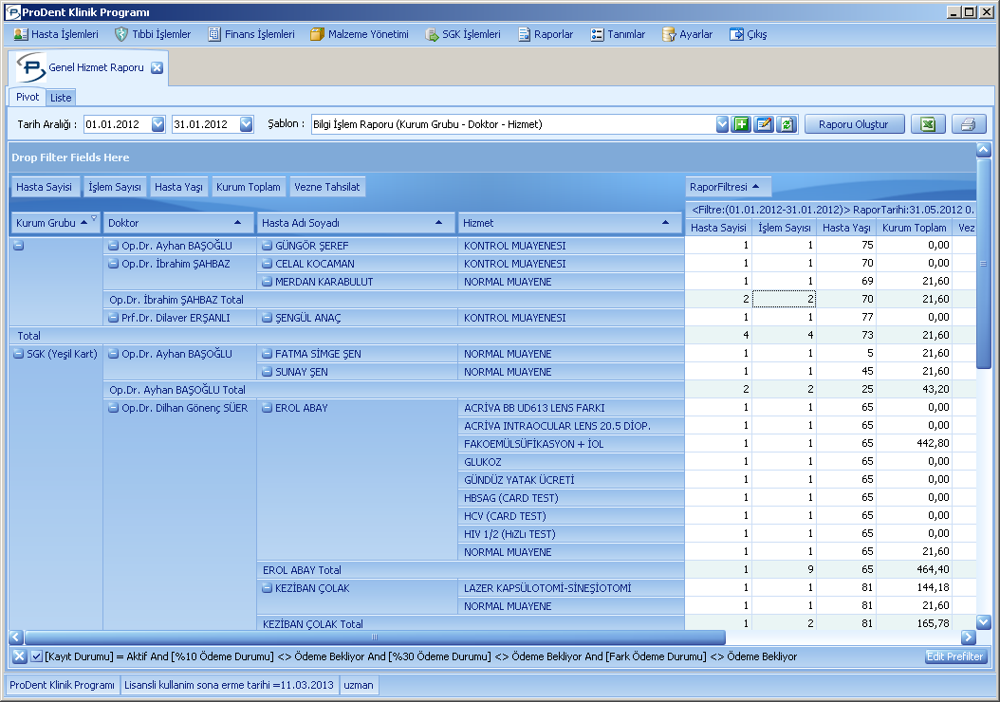 ProDent Klinik Programı
Hasta İşlemleri Tıbbi İşlemler Finans İşlemleri Malzeme Yönetimi SGK İşlemleri Raporlar Tanımlar Ayarlar Çıkış
Genel Hizmet Raporu
Pivot Liste
Tarih Aralığı : 01.01.2012 31.01.2012 Şablon : Bilgi İşlem Raporu (Kurum Grubu - Doktor - Hizmet) Raporu Oluştur
Drop Filter Fields Here
Hasta Sayisi İşlem Sayısı Hasta Yaşı Kurum Toplam Vezne Tahsilat RaporFiltresi
<Filtre:(01.01.2012-31.01.2012)> RaporTarihi:31.05.2012 0.
Kurum Grubu Doktor Hasta Adı Soyadı Hizmet Hasta Sayisi İşlem Sayısı Hasta Yaşı Kurum Toplam Vez
Op.Dr. Ayhan BAŞOĞLU GÜNGÖR ŞEREF KONTROL MUAYENESI 1 1 75 0,00
Op.Dr. İbrahim ŞAHBAZ CELAL KOCAMAN KONTROL MUAYENESI 1 1 70 0,00
MERDAN KARABULUT NORMAL MUAYENE 1 1 69 21,60
Op.Dr. İbrahim ŞAHBAZ Total 2 2 70 21,60
Prf.Dr. Dilaver ERŞANLI ŞENGÜL ANAÇ KONTROL MUAYENESI 1 1 77 0,00
Total 4 4 73 21,60
SGK (Yeşil Kart) Op.Dr. Ayhan BAŞOĞLU FATMA SİMGE ŞEN NORMAL MUAYENE 1 1 5 21,60
SUNAY ŞEN NORMAL MUAYENE 1 1 45 21,60
Op.Dr. Ayhan BAŞOĞLU Total 2 2 25 43,20
Op.Dr. Dilhan Gönenç SÜER EROL ABAY ACRİVA BB UD613 LENS FARKI 1 1 65 0,00
ACRİVA INTRAOCULAR LENS 20.5 DİOP. 1 1 65 0,00
FAKOEMÜLSÜFİKASYON + İOL 1 1 65 442,80
GLUKOZ 1 1 65 0,00
GÜNDÜZ YATAK ÜCRETİ 1 1 65 0,00
HBSAG (CARD TEST) 1 1 65 0,00
HCV (CARD TEST) 1 1 65 0,00
HIV 1/2 (HıZLı TEST) 1 1 65 0,00
NORMAL MUAYENE 1 1 65 21,60
EROL ABAY Total 1 9 65 464,40
KEZİBAN ÇOLAK LAZER KAPSÜLOTOMİ-SİNEŞİOTOMİ 1 1 81 144,18
NORMAL MUAYENE 1 1 81 21,60
KEZİBAN ÇOLAK Total 1 2 81 165,78
[Kayıt Durumu] = Aktif And [%10 Ödeme Durumu] <> Ödeme Bekliyor And [%30 Ödeme Durumu] <> Ödeme Bekliyor And [Fark Ödeme Durumu] <> Ödeme Bekliyor Edit Prefilter
ProDent Klinik Programı Lisansli kullanim sona erme tarihi =11.03.2013 uzman